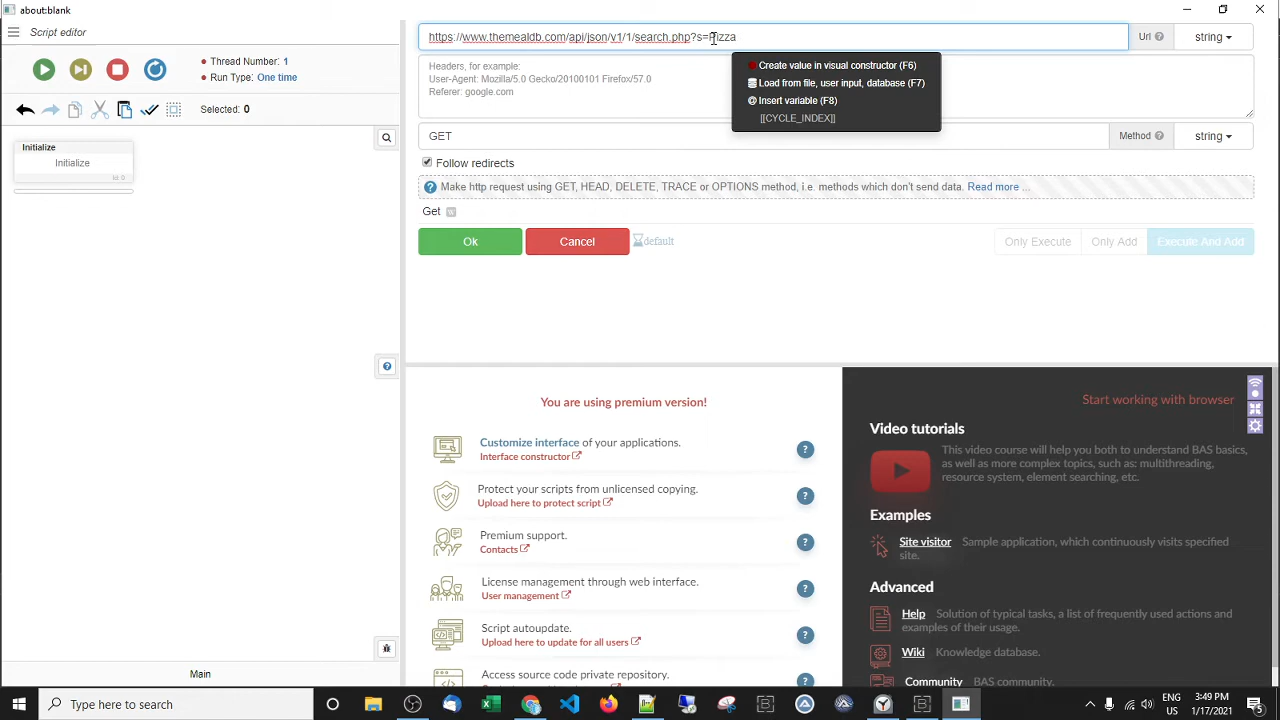 about:blank
Script editor
Thread Number: 1
Run Type: One time
Selected: 0
Initialize
Initialize
id: 0
Main
https://www.themealdb.com/api/json/v1/1/search.php?s=Pizza
Url
string
Create value in visual constructor (F6)
Load from file, user input, database (F7)
Insert variable (F8)
[[CYCLE_INDEX]]
Headers, for example:
User-Agent: Mozilla/5.0 Gecko/20100101 Firefox/57.0
Referer: google.com
GET
Method
string
Follow redirects
Make http request using GET, HEAD, DELETE, TRACE or OPTIONS method, i.e. methods which don't send data. Read more ...
Get
Ok
Cancel
default
Only Execute
Only Add
Execute And Add
You are using premium version!
Customize interface of your applications.
Interface constructor
Protect your scripts from unlicensed copying.
Upload here to protect script
Premium support.
Contacts
License management through web interface.
User management
Script autoupdate.
Upload here to update for all users
Access source code private repository.
Start working with browser
Video tutorials
This video course will help you both to understand BAS basics,
as well as more complex topics, such as: multithreading,
resource system, element searching, etc.
Examples
Site visitor Sample application, which continuously visits specified
site.
Advanced
Help Solution of typical tasks, a list of frequently used actions and
examples of their usage.
Wiki Knowledge database.
Community BAS community.
Type here to search
ENG
US
3:49 PM
1/17/2021